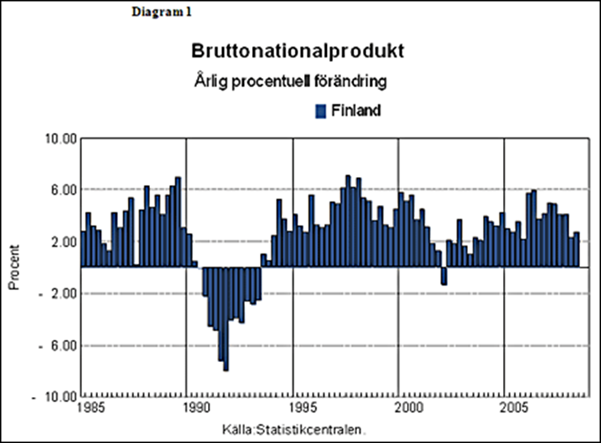 Diagram 1
Bruttonationalprodukt
Årlig procentuell förändring
Finland
10.00
6.00
2.00
- 2.00
- 6.00
- 10.00
Procent
1985 1990 1995 2000 2005
Källa:Statistikcentralen.